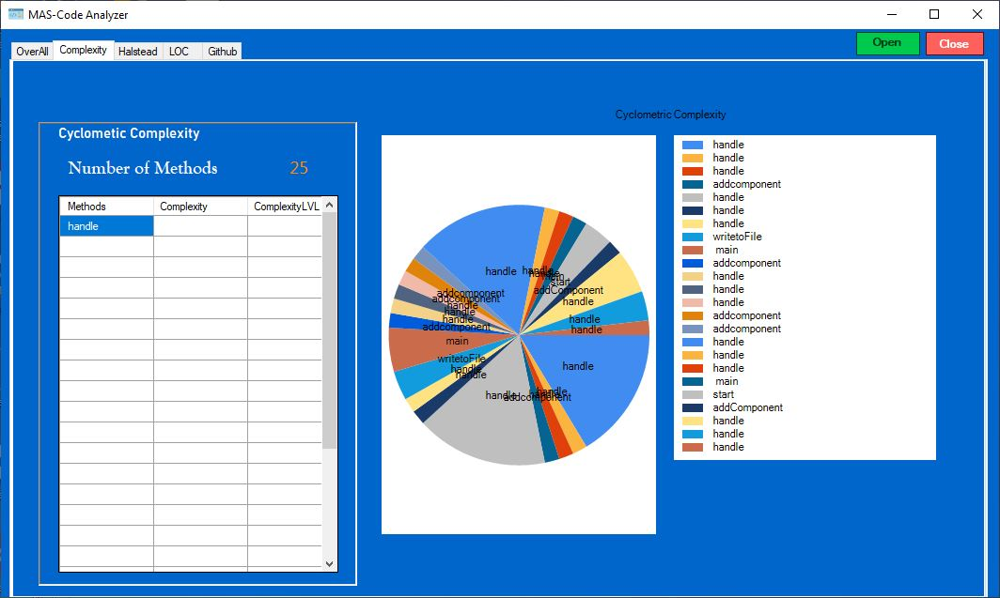 MAS-Code Analyzer
OverAll Complexity Halstead LOC Github
Open Close
Cyclometic Complexity
Number of Methods 25
Methods Complexity ComplexityLVL
handle
Cyclometric Complexity
handle
handle
start
addComponent
handle
handle
handle
handle
handle
addcomponent
handle
handle
handle
writetoFile
main
addcomponent
handle
handle
handle
addcomponent
addcomponent
handle
handle
handle
handle
addcomponent
handle
handle
handle
writetoFile
main
addcomponent
handle
handle
handle
addcomponent
addcomponent
handle
handle
handle
main
start
addComponent
handle
handle
handle